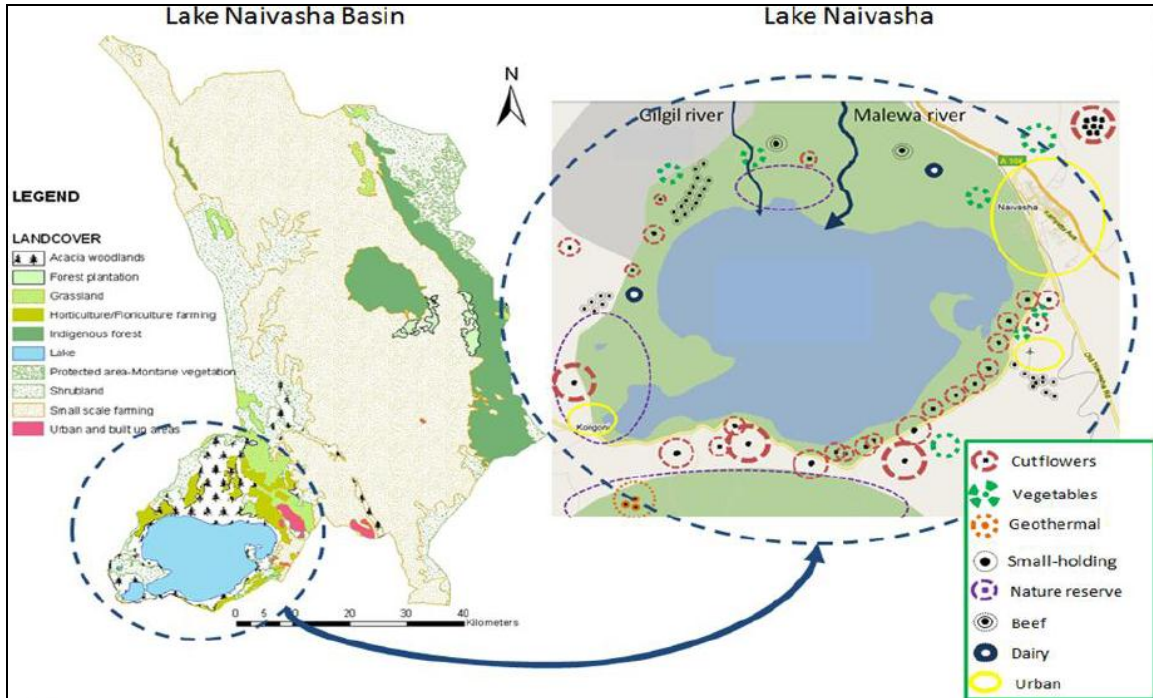 Lake Naivasha Basin
Lake Naivasha
N
LEGEND
LANDCOVER
Acacia woodlands
Forest plantation
Grassland
Horticulture/Floriculture farming
Indigenous forest
Lake
Protected area-Montane vegetation
Shrubland
Small scale farming
Urban and built up areas
0 5 10 20 30 40
Kilometers
Gilgil river
Malewa river
A 104
Naivasha
Kongoni
Cutflowers
Vegetables
Geothermal
Small-holding
Nature reserve
Beef
Dairy
Urban